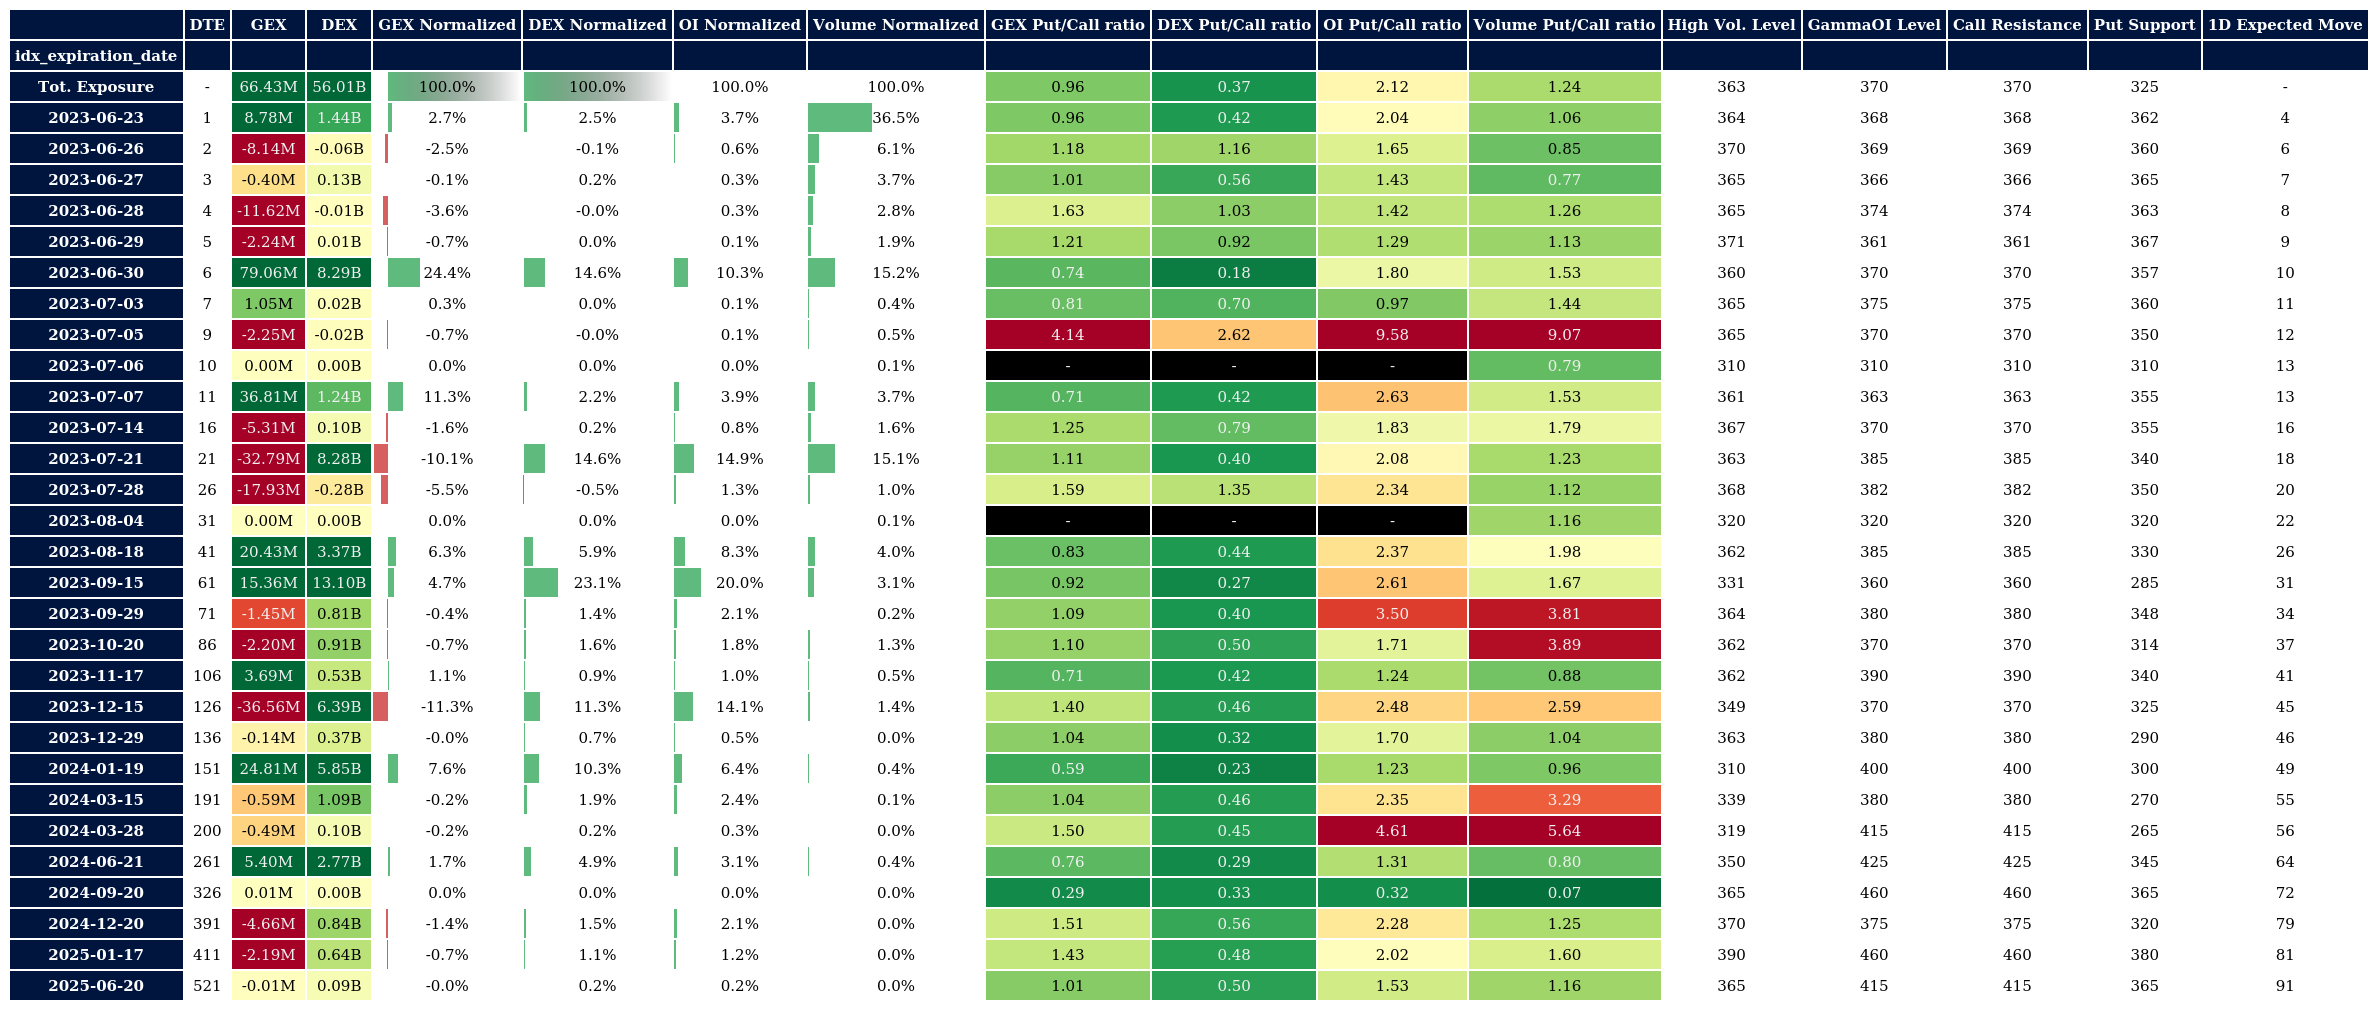 DTE GEX DEX GEX Normalized DEX Normalized OI Normalized Volume Normalized GEX Put/Call ratio DEX Put/Call ratio OI Put/Call ratio Volume Put/Call ratio High Vol. Level GammaOI Level Call Resistance Put Support 1D Expected Move
idx_expiration_date
Tot. Exposure - 66.43M 56.01B 100.0% 100.0% 100.0% 100.0% 0.96 0.37 2.12 1.24 363 370 370 325 -
2023-06-23 1 8.78M 1.44B 2.7% 2.5% 3.7% 36.5% 0.96 0.42 2.04 1.06 364 368 368 362 4
2023-06-26 2 -8.14M -0.06B -2.5% -0.1% 0.6% 6.1% 1.18 1.16 1.65 0.85 370 369 369 360 6
2023-06-27 3 -0.40M 0.13B -0.1% 0.2% 0.3% 3.7% 1.01 0.56 1.43 0.77 365 366 366 365 7
2023-06-28 4 -11.62M -0.01B -3.6% -0.0% 0.3% 2.8% 1.63 1.03 1.42 1.26 365 374 374 363 8
2023-06-29 5 -2.24M 0.01B -0.7% 0.0% 0.1% 1.9% 1.21 0.92 1.29 1.13 371 361 361 367 9
2023-06-30 6 79.06M 8.29B 24.4% 14.6% 10.3% 15.2% 0.74 0.18 1.80 1.53 360 370 370 357 10
2023-07-03 7 1.05M 0.02B 0.3% 0.0% 0.1% 0.4% 0.81 0.70 0.97 1.44 365 375 375 360 11
2023-07-05 9 -2.25M -0.02B -0.7% -0.0% 0.1% 0.5% 4.14 2.62 9.58 9.07 365 370 370 350 12
2023-07-06 10 0.00M 0.00B 0.0% 0.0% 0.0% 0.1% - - - 0.79 310 310 310 310 13
2023-07-07 11 36.81M 1.24B 11.3% 2.2% 3.9% 3.7% 0.71 0.42 2.63 1.53 361 363 363 355 13
2023-07-14 16 -5.31M 0.10B -1.6% 0.2% 0.8% 1.6% 1.25 0.79 1.83 1.79 367 370 370 355 16
2023-07-21 21 -32.79M 8.28B -10.1% 14.6% 14.9% 15.1% 1.11 0.40 2.08 1.23 363 385 385 340 18
2023-07-28 26 -17.93M -0.28B -5.5% -0.5% 1.3% 1.0% 1.59 1.35 2.34 1.12 368 382 382 350 20
2023-08-04 31 0.00M 0.00B 0.0% 0.0% 0.0% 0.1% - - - 1.16 320 320 320 320 22
2023-08-18 41 20.43M 3.37B 6.3% 5.9% 8.3% 4.0% 0.83 0.44 2.37 1.98 362 385 385 330 26
2023-09-15 61 15.36M 13.10B 4.7% 23.1% 20.0% 3.1% 0.92 0.27 2.61 1.67 331 360 360 285 31
2023-09-29 71 -1.45M 0.81B -0.4% 1.4% 2.1% 0.2% 1.09 0.40 3.50 3.81 364 380 380 348 34
2023-10-20 86 -2.20M 0.91B -0.7% 1.6% 1.8% 1.3% 1.10 0.50 1.71 3.89 362 370 370 314 37
2023-11-17 106 3.69M 0.53B 1.1% 0.9% 1.0% 0.5% 0.71 0.42 1.24 0.88 362 390 390 340 41
2023-12-15 126 -36.56M 6.39B -11.3% 11.3% 14.1% 1.4% 1.40 0.46 2.48 2.59 349 370 370 325 45
2023-12-29 136 -0.14M 0.37B -0.0% 0.7% 0.5% 0.0% 1.04 0.32 1.70 1.04 363 380 380 290 46
2024-01-19 151 24.81M 5.85B 7.6% 10.3% 6.4% 0.4% 0.59 0.23 1.23 0.96 310 400 400 300 49
2024-03-15 191 -0.59M 1.09B -0.2% 1.9% 2.4% 0.1% 1.04 0.46 2.35 3.29 339 380 380 270 55
2024-03-28 200 -0.49M 0.10B -0.2% 0.2% 0.3% 0.0% 1.50 0.45 4.61 5.64 319 415 415 265 56
2024-06-21 261 5.40M 2.77B 1.7% 4.9% 3.1% 0.4% 0.76 0.29 1.31 0.80 350 425 425 345 64
2024-09-20 326 0.01M 0.00B 0.0% 0.0% 0.0% 0.0% 0.29 0.33 0.32 0.07 365 460 460 365 72
2024-12-20 391 -4.66M 0.84B -1.4% 1.5% 2.1% 0.0% 1.51 0.56 2.28 1.25 370 375 375 320 79
2025-01-17 411 -2.19M 0.64B -0.7% 1.1% 1.2% 0.0% 1.43 0.48 2.02 1.60 390 460 460 380 81
2025-06-20 521 -0.01M 0.09B -0.0% 0.2% 0.2% 0.0% 1.01 0.50 1.53 1.16 365 415 415 365 91